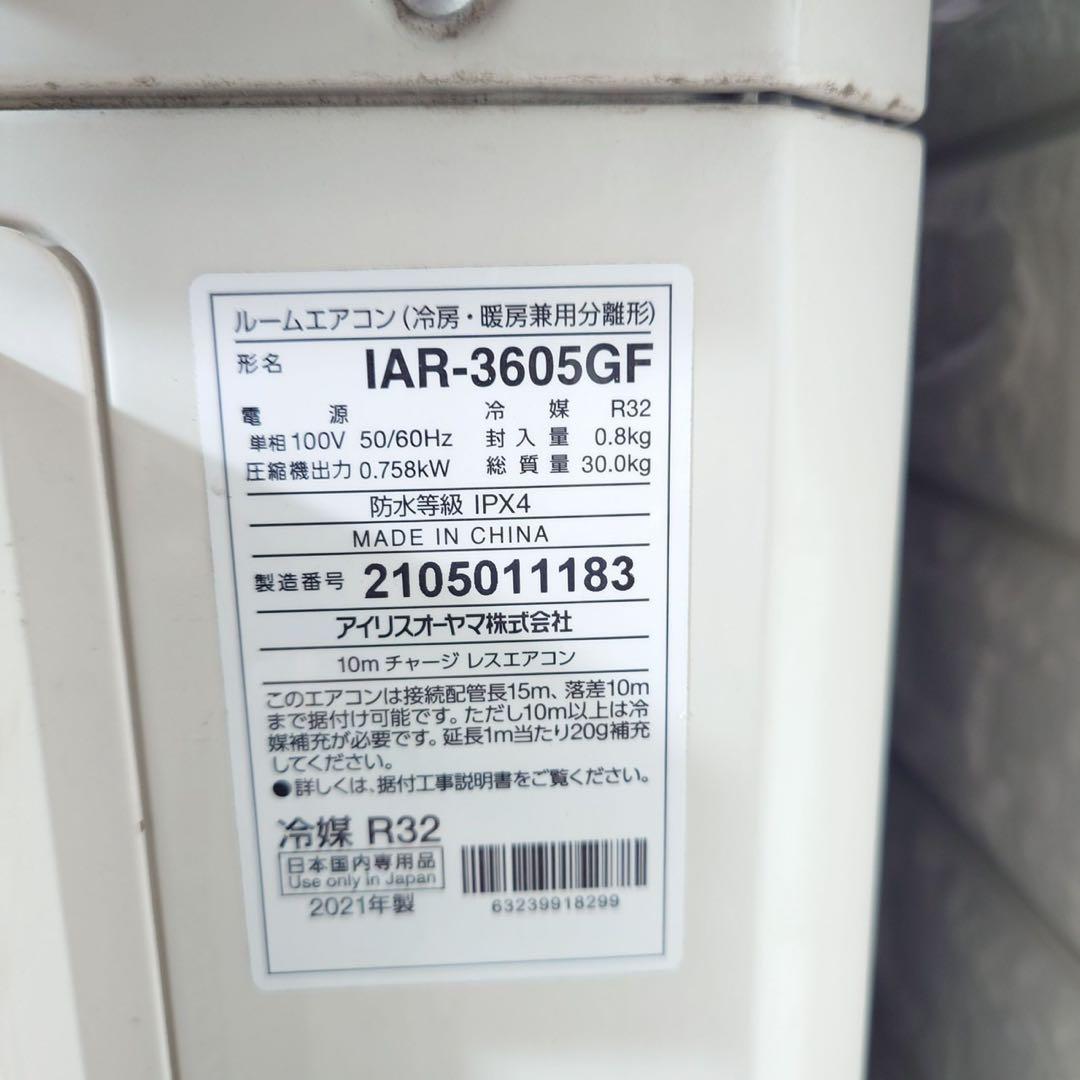 ルームエアコン(冷房・暖房兼用分離形)
形名 IAR-3605GF
電源 冷媒 R32
単相100V 50/60Hz 封入量 0.8kg
圧縮機出力 0.758kW 総質量 30.0kg
防水等級 IPX4
MADE IN CHINA
製造番号 2105011183
アイリスオーヤマ株式会社
10mチャージレスエアコン
このエアコンは接続配管長15m、落差10m
まで据付け可能です。ただし10m以上は冷
媒補充が必要です。延長1m当たり20g補充
してください。
●詳しくは、据付工事説明書をご覧ください。
冷媒 R32
日本国内専用品
Use only in Japan
2021年製
63239918299